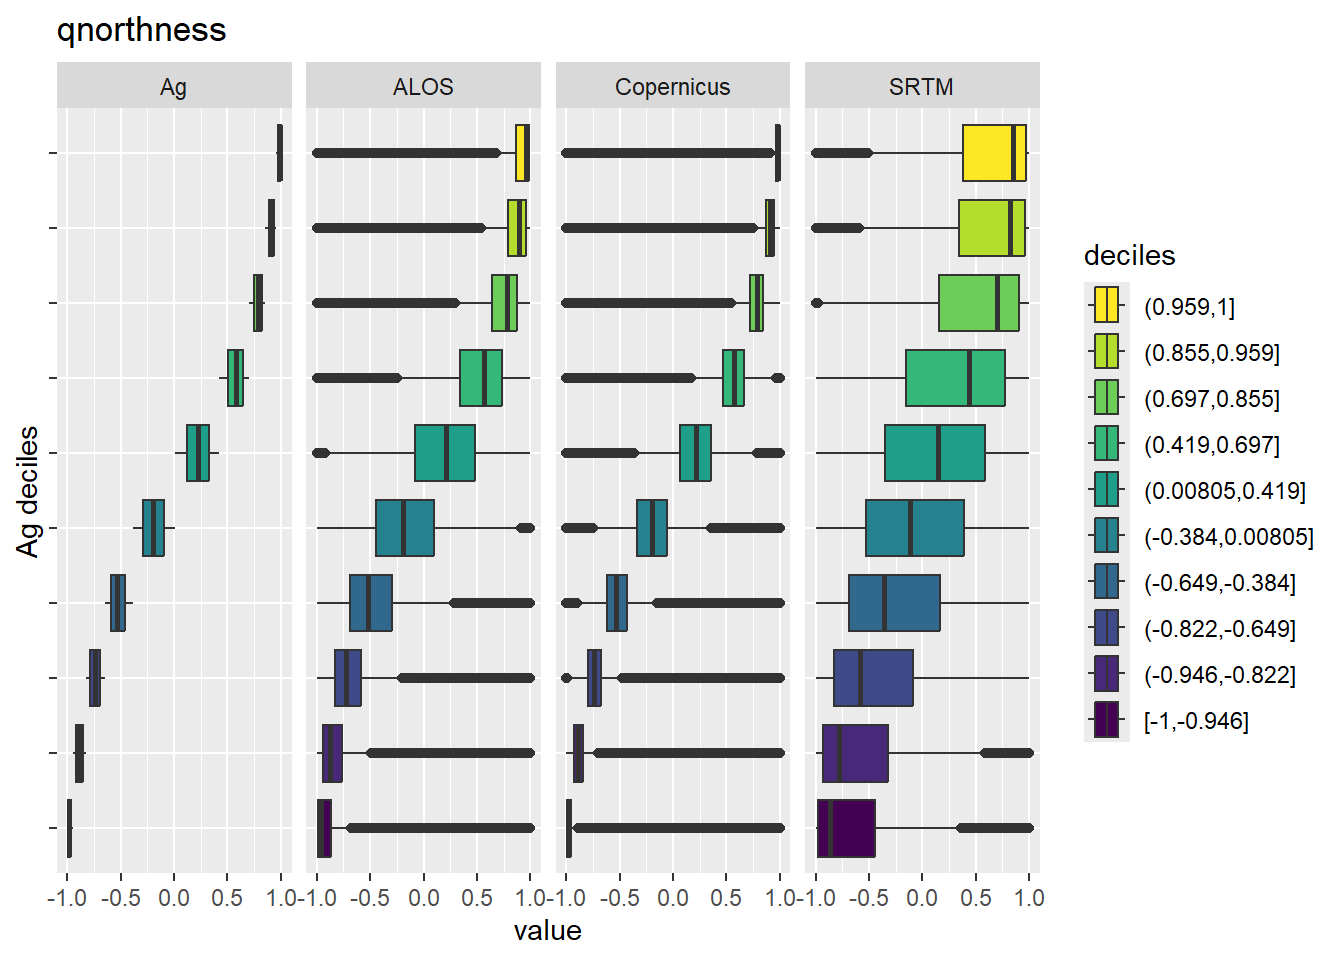 qnorthness
Ag ALOS Copernicus SRTM
Ag deciles
-1.0 -0.5 0.0 0.5 1.0 -1.0 -0.5 0.0 0.5 1.0 -1.0 -0.5 0.0 0.5 1.0 -1.0 -0.5 0.0 0.5 1.0
value
deciles
(0.959,1]
(0.855,0.959]
(0.697,0.855]
(0.419,0.697]
(0.00805,0.419]
(-0.384,0.00805]
(-0.649,-0.384]
(-0.822,-0.649]
(-0.946,-0.822]
[-1,-0.946]